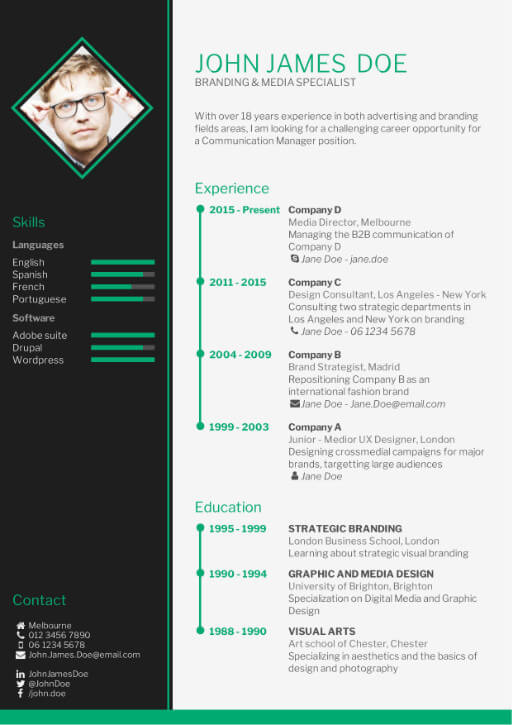 JOHN JAMES DOE
BRANDING & MEDIA SPECIALIST
With over 18 years experience in both advertising and branding
fields areas, I am looking for a challenging career opportunity for
a Communication Manager position.
Experience
2015 - Present Company D
Media Director, Melbourne
Managing the B2B communication of
Company D
Jane Doe - jane.doe
2011 - 2015 Company C
Design Consultant, Los Angeles - New York
Consulting two strategic departments in
Los Angeles and New York on branding
Jane Doe - 06 1234 5678
2004 - 2009 Company B
Brand Strategist, Madrid
Repositioning Company B as an
international fashion brand
Jane Doe - Jane.Doe@email.com
1999 - 2003 Company A
Junior - Medior UX Designer, London
Designing crossmedial campaigns for major
brands, targetting large audiences
Jane Doe
Education
1995 - 1999 STRATEGIC BRANDING
London Business School, London
Learning about strategic visual branding
1990 - 1994 GRAPHIC AND MEDIA DESIGN
University of Brighton, Brighton
Specialization on Digital Media and Graphic
Design
1988 - 1990 VISUAL ARTS
Art school of Chester, Chester
Specializing in aesthetics and the basics of
design and photography
Skills
Languages
English
Spanish
French
Portuguese
Software
Adobe suite
Drupal
Wordpress
Contact
Melbourne
012 3456 7890
06 1234 5678
John.James.Doe@email.com
JohnJamesDoe
@JohnDoe
/john.doe